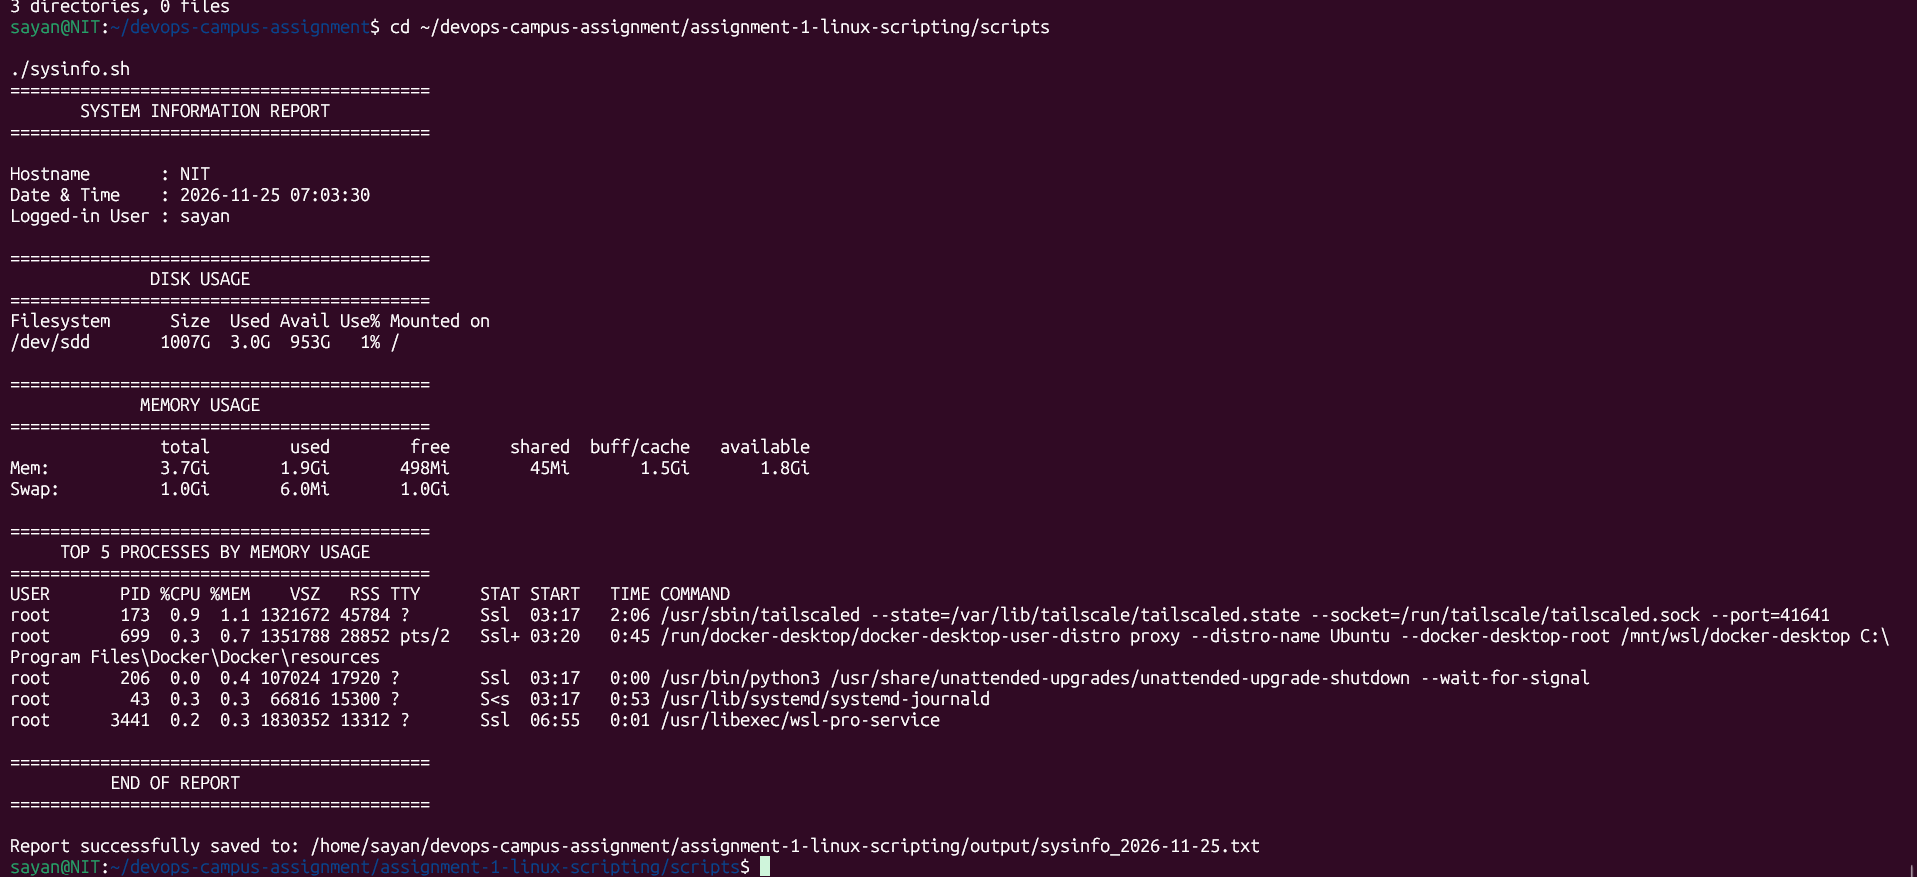 3 directories, 0 files
sayan@NIT:~/devops-campus-assignment$ cd ~/devops-campus-assignment/assignment-1-linux-scripting/scripts
./sysinfo.sh
==========================================
       SYSTEM INFORMATION REPORT
==========================================
Hostname       : NIT
Date & Time    : 2026-11-25 07:03:30
Logged-in User : sayan
==========================================
              DISK USAGE
==========================================
Filesystem      Size  Used Avail Use% Mounted on
/dev/sdd       1007G  3.0G  953G   1% /
==========================================
             MEMORY USAGE
==========================================
               total        used        free      shared  buff/cache   available
Mem:           3.7Gi       1.9Gi       498Mi        45Mi       1.5Gi       1.8Gi
Swap:          1.0Gi       6.0Mi       1.0Gi
==========================================
     TOP 5 PROCESSES BY MEMORY USAGE
==========================================
USER       PID %CPU %MEM    VSZ   RSS TTY      STAT START   TIME COMMAND
root       173  0.9  1.1 1321672 45784 ?       Ssl  03:17   2:06 /usr/sbin/tailscaled --state=/var/lib/tailscale/tailscaled.state --socket=/run/tailscale/tailscaled.sock --port=41641
root       699  0.3  0.7 1351788 28852 pts/2   Ssl+ 03:20   0:45 /run/docker-desktop/docker-desktop-user-distro proxy --distro-name Ubuntu --docker-desktop-root /mnt/wsl/docker-desktop C:\
Program Files\Docker\Docker\resources
root       206  0.0  0.4 107024 17920 ?        Ssl  03:17   0:00 /usr/bin/python3 /usr/share/unattended-upgrades/unattended-upgrade-shutdown --wait-for-signal
root        43  0.3  0.3  66816 15300 ?        S<s  03:17   0:53 /usr/lib/systemd/systemd-journald
root      3441  0.2  0.3 1830352 13312 ?       Ssl  06:55   0:01 /usr/libexec/wsl-pro-service
==========================================
          END OF REPORT
==========================================
Report successfully saved to: /home/sayan/devops-campus-assignment/assignment-1-linux-scripting/output/sysinfo_2026-11-25.txt
sayan@NIT:~/devops-campus-assignment/assignment-1-linux-scripting/scripts$